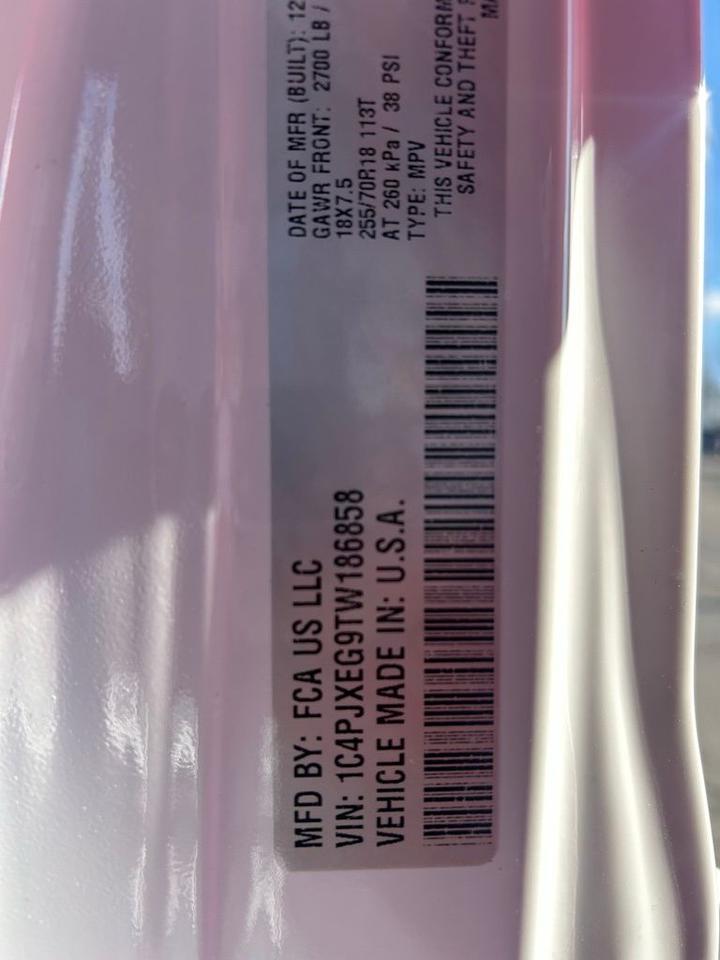 MFD BY: FCA US LLC
VIN: 1C4PJXEG9TW186858
VEHICLE MADE IN: U.S.A.
DATE OF MFR (BUILT): 12
GAWR FRONT: 2700 LB /
18X7.5
255/70R18 113T
AT 260 kPa / 38 PSI
TYPE: MPV
THIS VEHICLE CONFORM
SAFETY AND THEFT